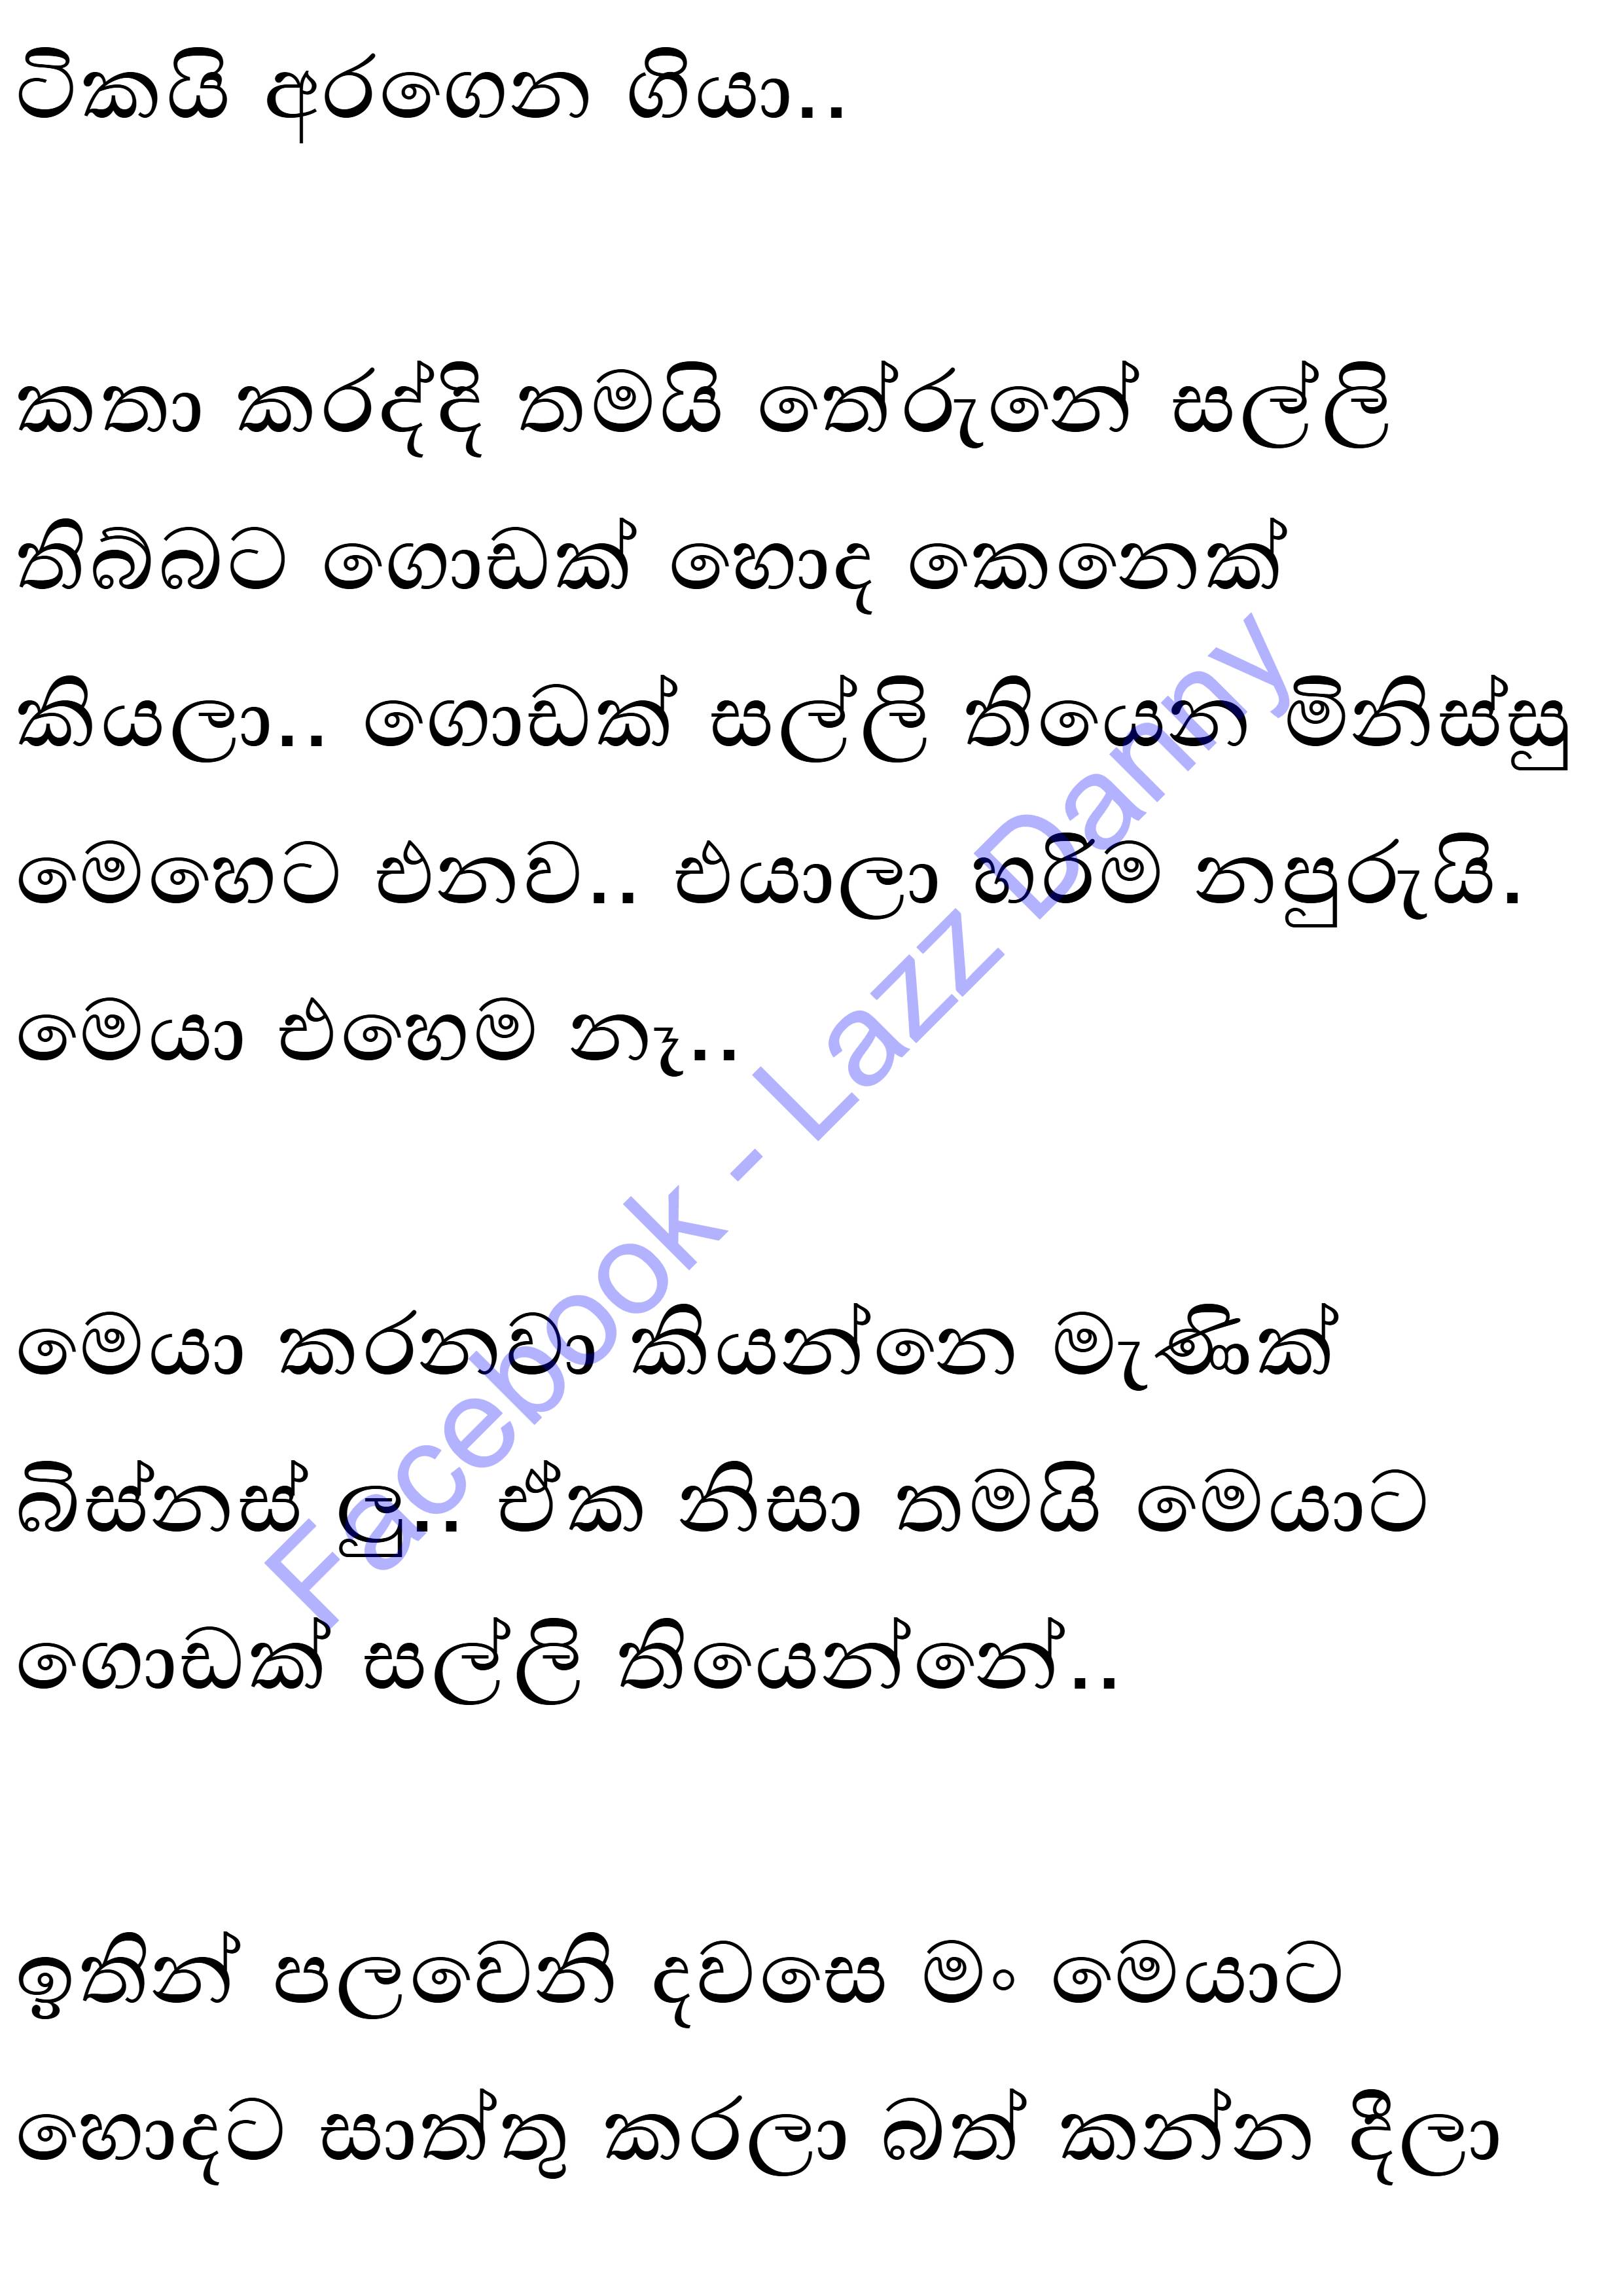 ටිකයි අරගෙන ගියා..
කතා කරද්දි තමයි තේරුනේ සල්ලි
තිබ්බට ගොඩක් හොද කෙනෙක්
කියලා.. ගොඩක් සල්ලි තියෙන මිනිස්සු
මෙහෙට එනව.. එයාලා හරිම නපුරුයි.
මෙයා එහෙම නෑ..
මෙයා කරනවා කියන්නෙ මැණික්
බිස්නස් ලු.. ඒක නිසා තමයි මෙයාට
ගොඩක් සල්ලි තියෙන්නේ..
ඉතින් පලවෙනි දවසෙ මං මෙයාට
හොදට සාත්තු කරලා බත් කන්න දීලා
Facebook - Lazz Danny